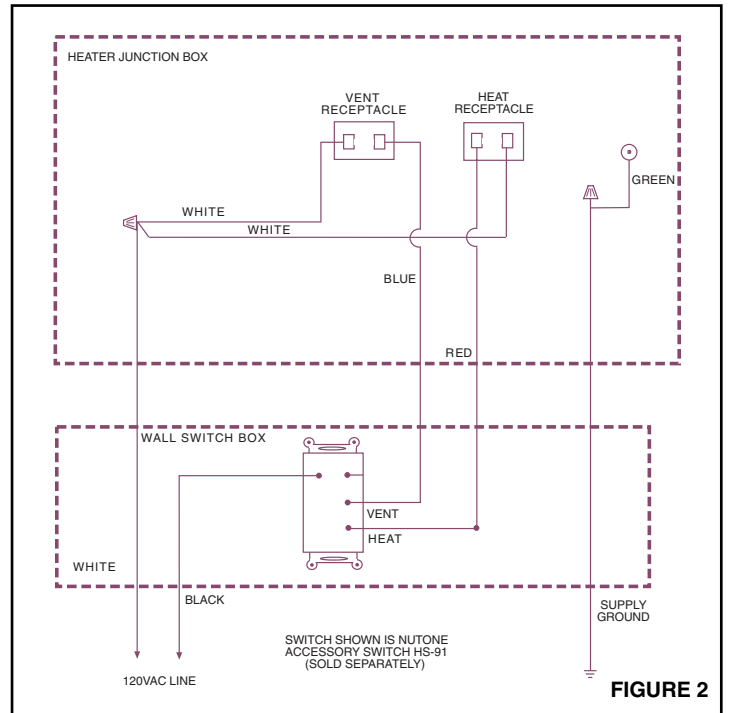 HEATER JUNCTION BOX
VENT
RECEPTACLE
HEAT
RECEPTACLE
GREEN
WHITE
WHITE
BLUE
RED
WALL SWITCH BOX
VENT
HEAT
WHITE
BLACK
SUPPLY
GROUND
SWITCH SHOWN IS NUTONE
ACCESSORY SWITCH HS-91
(SOLD SEPARATELY)
120VAC LINE
FIGURE 2